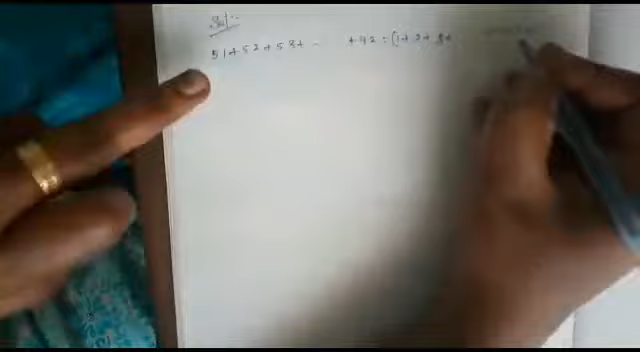 Sol:-
51+52+53+ - +92 = (1+2+3+